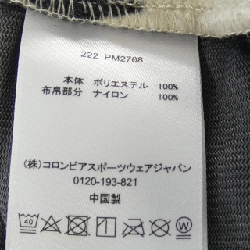 222 PM2708
本体 ポリエステル 100%
布帛部分 ナイロン 100%
(株)コロンビアスポーツウェアジャパン
0120-193-821
中国製